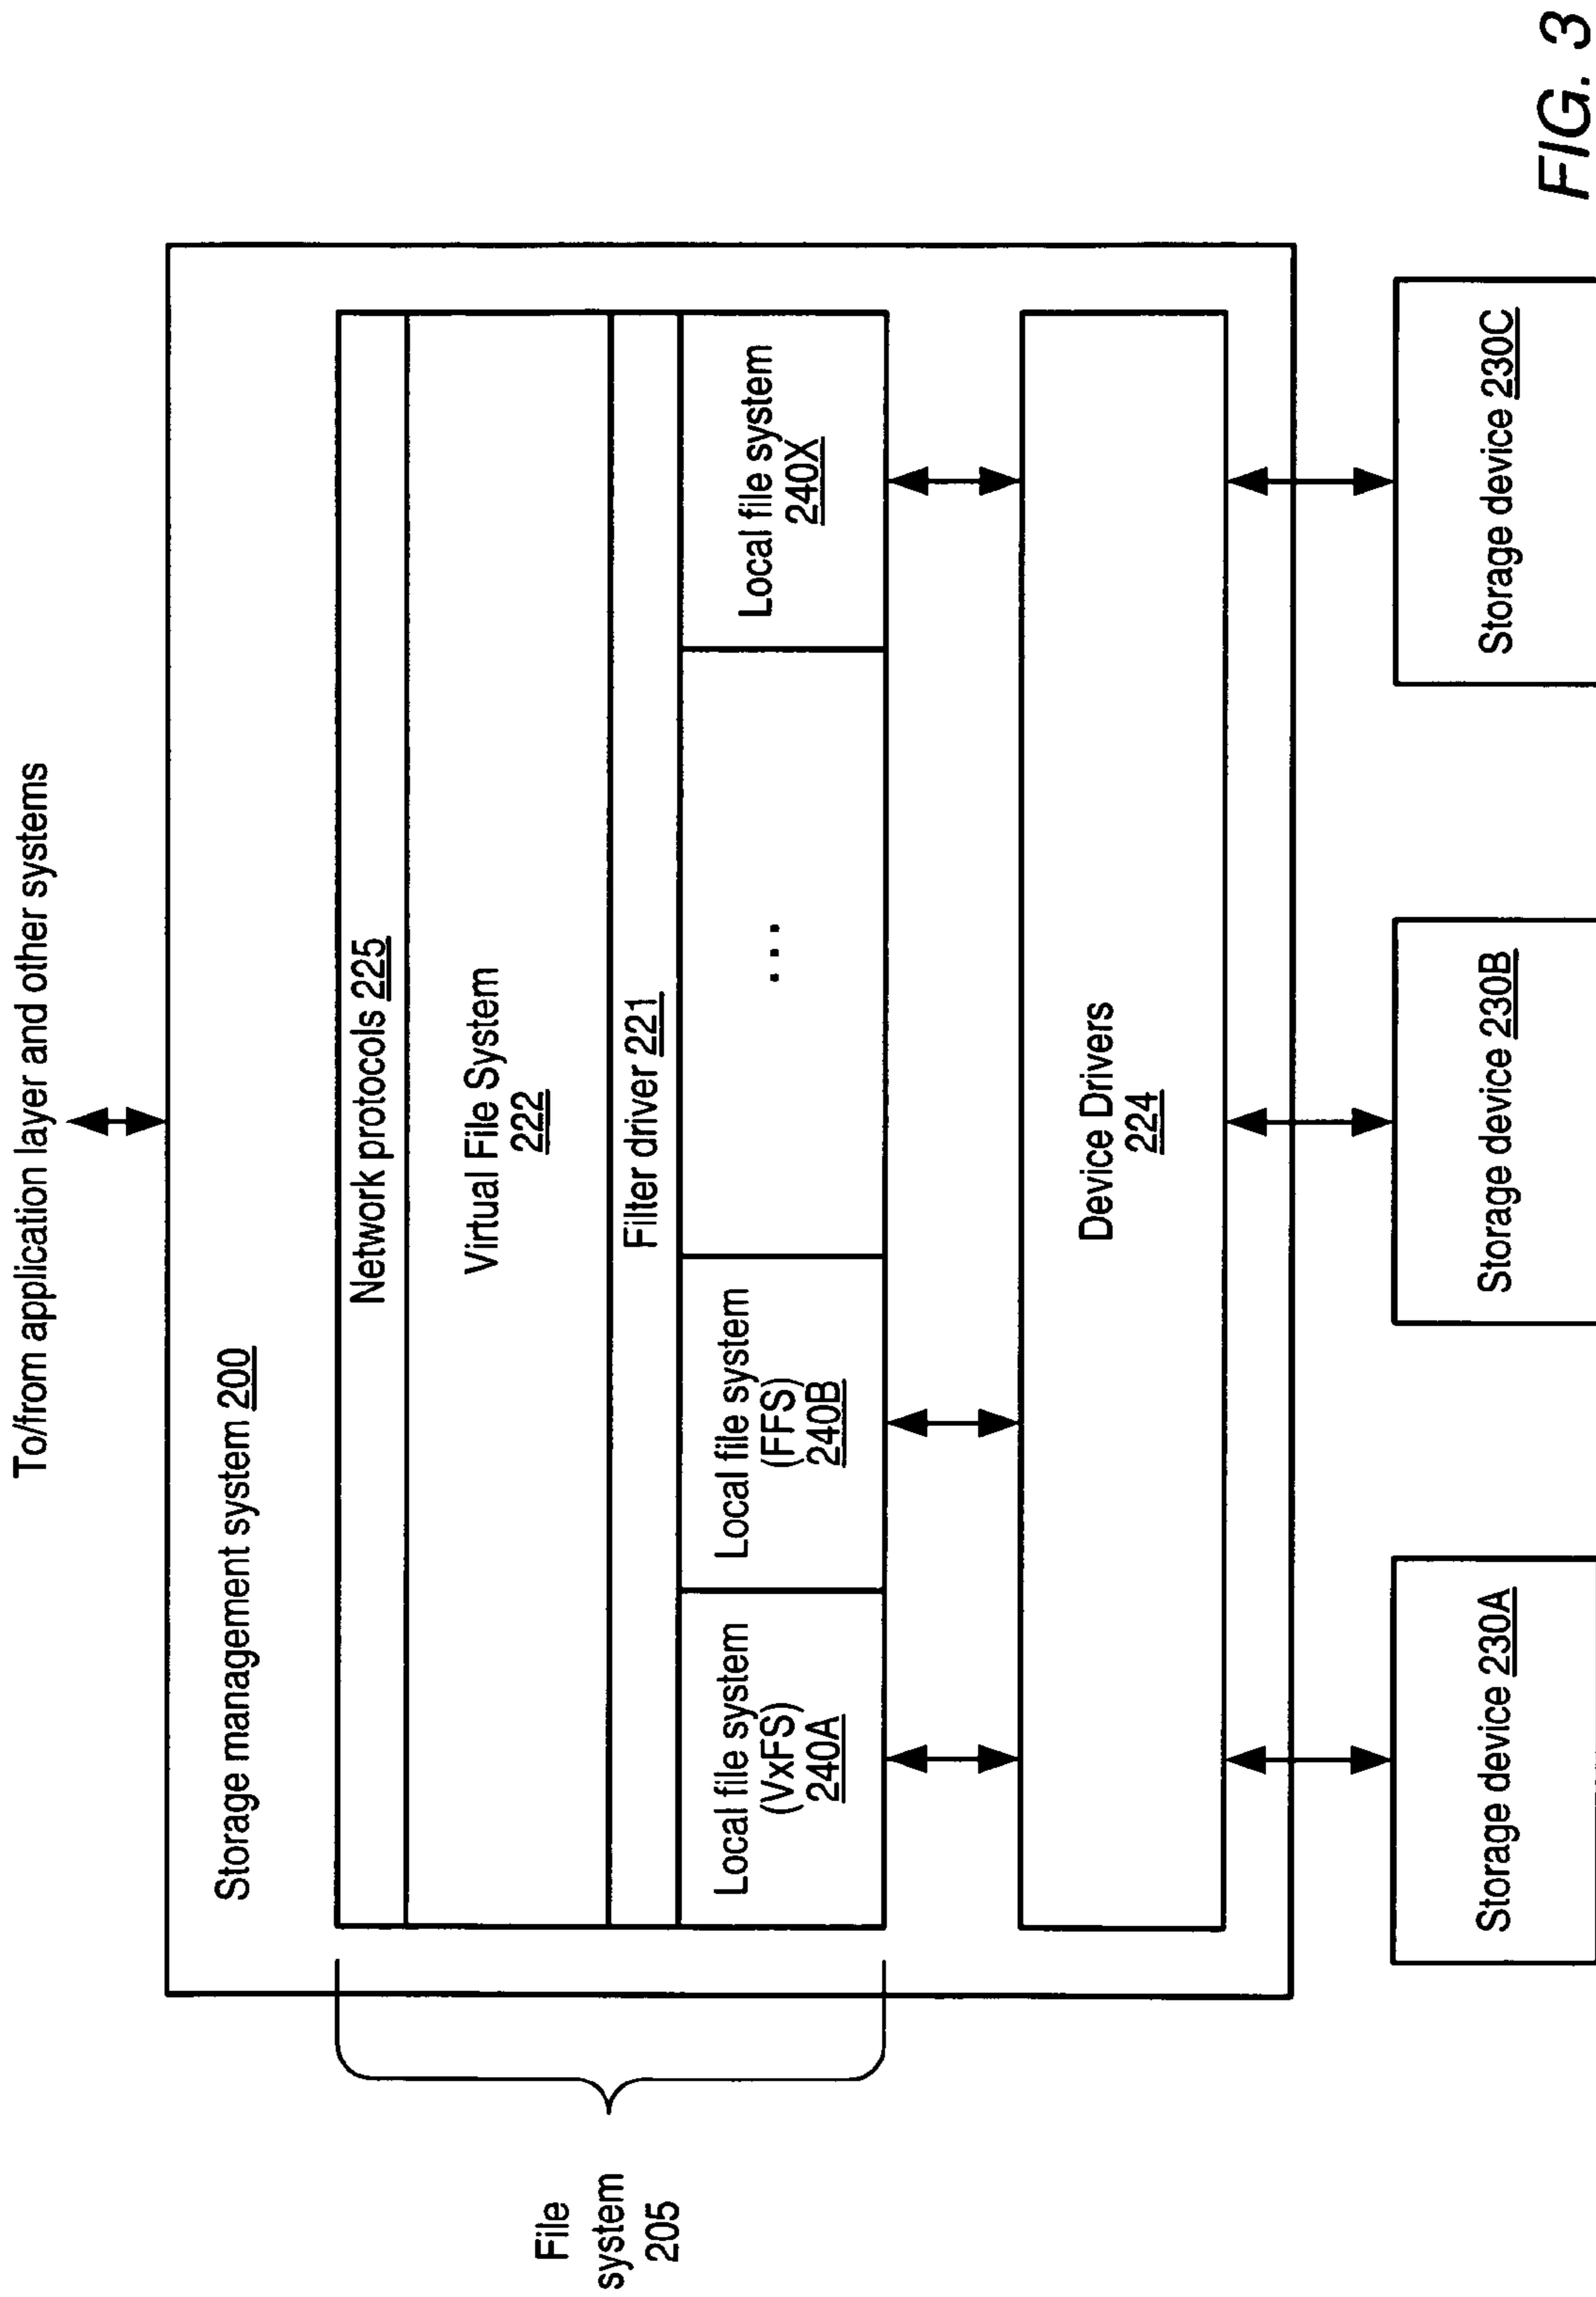 To/from application layer and other systems
Storage management system 200
Network protocols 225
Virtual File System
222
Filter driver 221
Local file system
(VxFS)
240A
Local file system
(FFS)
240B
...
Local file system
240X
File
system
205
Device Drivers
224
Storage device 230A
Storage device 230B
Storage device 230C
FIG. 3